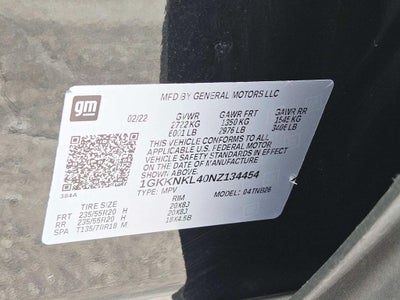 gm
MFD BY GENERAL MOTORS LLC
02/22 GVWR GAWR FRT GAWR RR
2722 KG 1350 KG 1545 KG
6001 LB 2976 LB 3406 LB
THIS VEHICLE CONFORMS TO ALL
APPLICABLE U.S. FEDERAL MOTOR
VEHICLE SAFETY STANDARDS IN
EFFECT ON THE DATE OF MANUFACTURE
SHOWN ABOVE.
1GKKNKL40NZ134454
TYPE: MPV MODEL: 04TNB26
384A
TIRE SIZE RIM
FRT 235/55R20 H 20X8J
RR 235/55R20 H 20X8J
SPA T135/70R18 M 18X4.5B